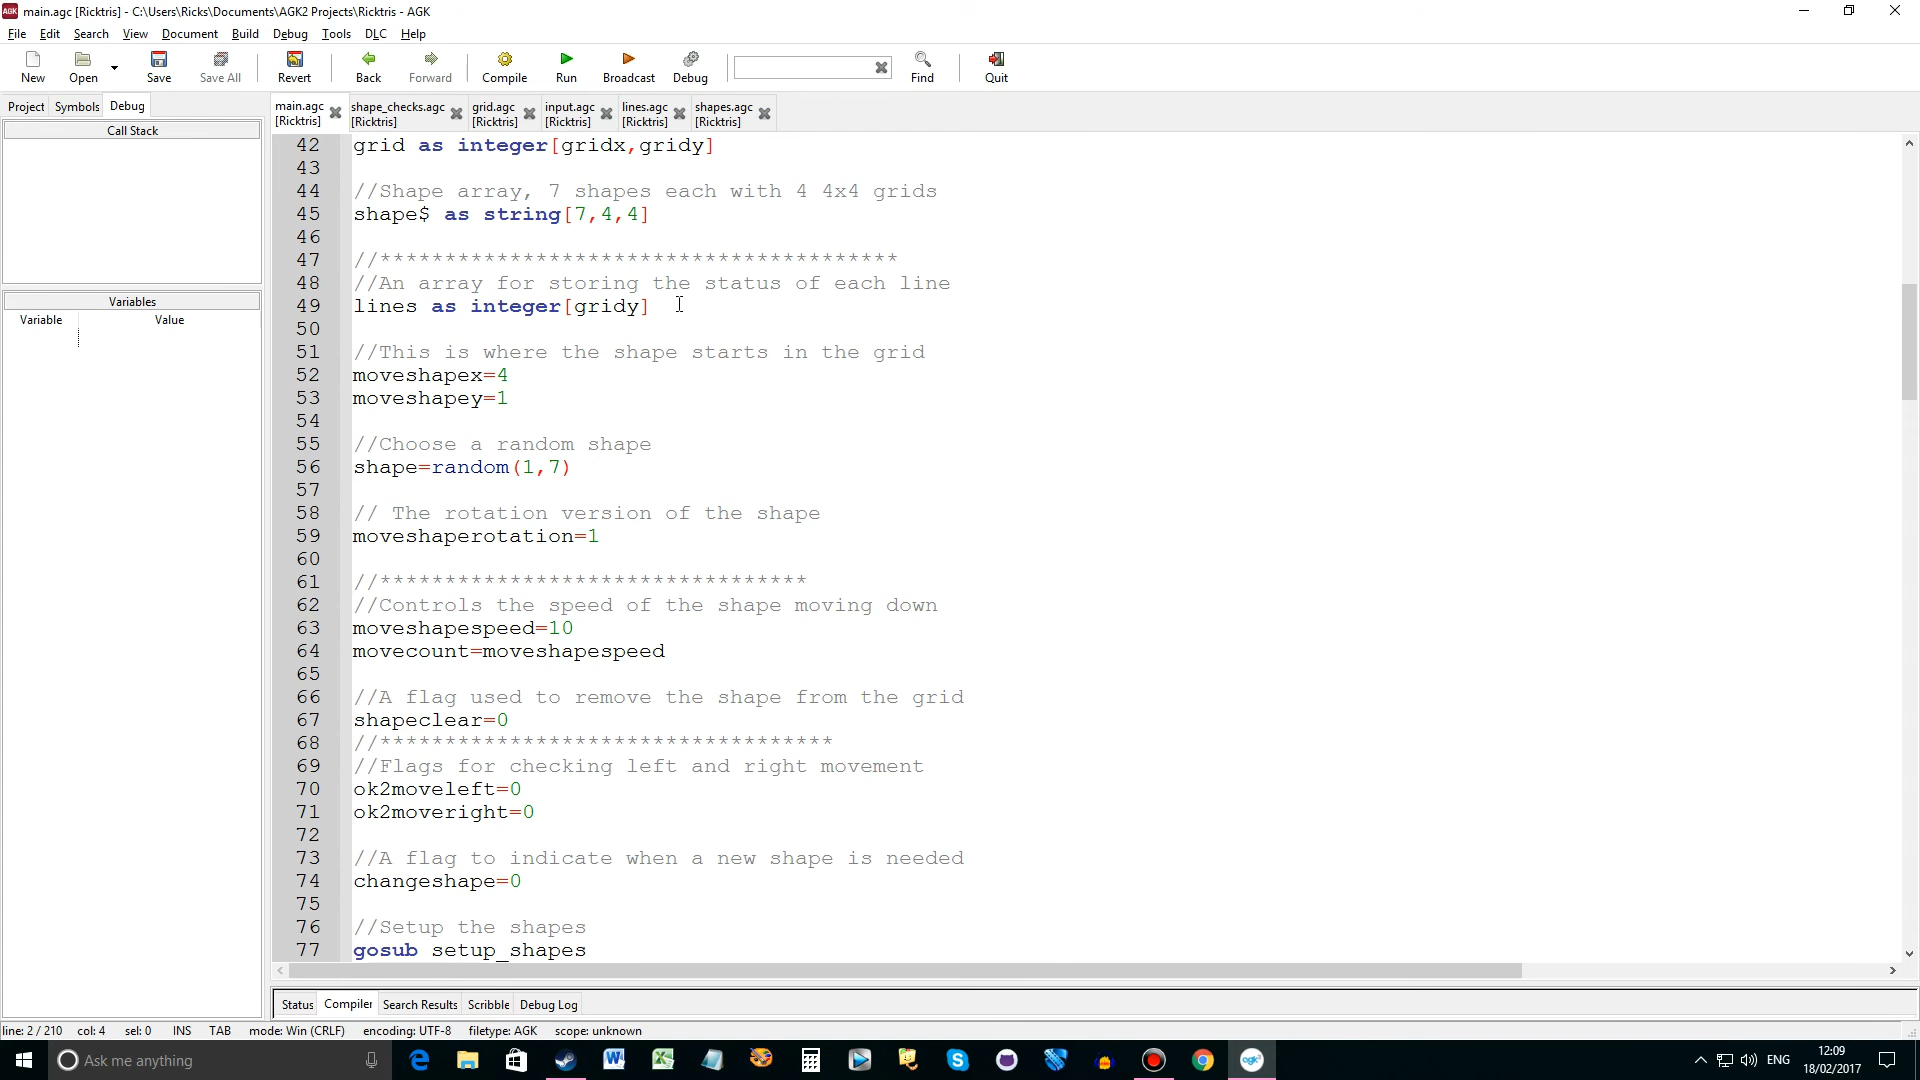 main.agc [Ricktris] - C:\Users\Ricks\Documents\AGK2 Projects\Ricktris - AGK
File Edit Search View Document Build Debug Tools DLC Help
New Open Save Save All Revert Back Forward Compile Run Broadcast Debug Find Quit
Project Symbols Debug
main.agc [Ricktris]
shape_checks.agc [Ricktris]
grid.agc [Ricktris]
input.agc [Ricktris]
lines.agc [Ricktris]
shapes.agc [Ricktris]
Call Stack
Variables
Variable Value
42 grid as integer[gridx,gridy]
43
44 //Shape array, 7 shapes each with 4 4x4 grids
45 shape$ as string[7,4,4]
46
47 //****************************************
48 //An array for storing the status of each line
49 lines as integer[gridy]
50
51 //This is where the shape starts in the grid
52 moveshapex=4
53 moveshapey=1
54
55 //Choose a random shape
56 shape=random(1,7)
57
58 // The rotation version of the shape
59 moveshaperotation=1
60
61 //*********************************
62 //Controls the speed of the shape moving down
63 moveshapespeed=10
64 movecount=moveshapespeed
65
66 //A flag used to remove the shape from the grid
67 shapeclear=0
68 //***********************************
69 //Flags for checking left and right movement
70 ok2moveleft=0
71 ok2moveright=0
72
73 //A flag to indicate when a new shape is needed
74 changeshape=0
75
76 //Setup the shapes
77 gosub setup_shapes
Status Compiler Search Results Scribble Debug Log
line: 2 / 210 col: 4 sel: 0 INS TAB mode: Win (CRLF) encoding: UTF-8 filetype: AGK scope: unknown
Ask me anything
ENG
12:09
18/02/2017